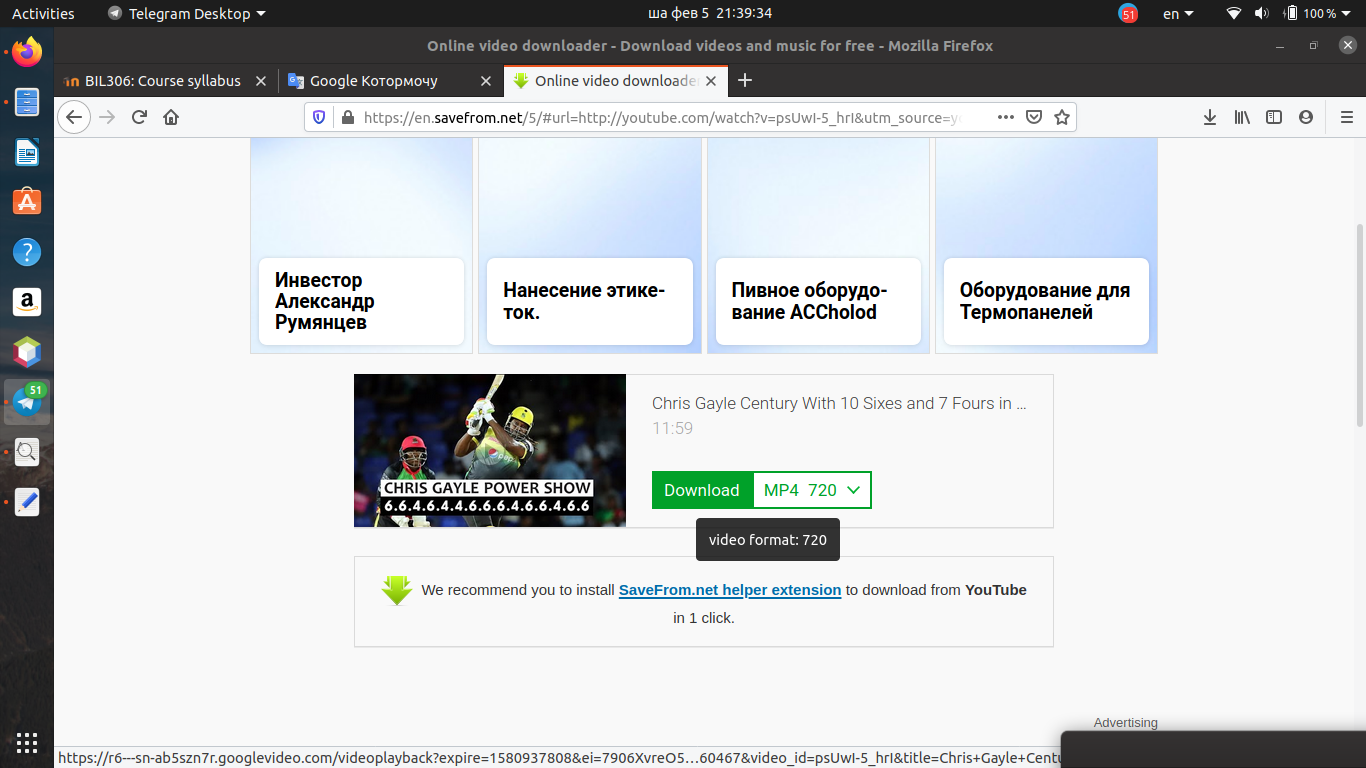 Activities
Telegram Desktop
ша фев 5 21:39:34
51
en
100 %
Online video downloader - Download videos and music for free - Mozilla Firefox
BIL306: Course syllabus
Google Котормочу
Online video downloade
https://en.savefrom.net/5/#url=http://youtube.com/watch?v=psUwI-5_hrI&utm_source=y
Инвестор
Александр
Румянцев
Нанесение этике-
ток.
Пивное оборудо-
вание ACCholod
Оборудование для
Термопанелей
51
CHRIS GAYLE POWER SHOW
6.6.4.6.4.4.6.6.6.4.6.6.4.6.6
Chris Gayle Century With 10 Sixes and 7 Fours in ...
11:59
Download
MP4 720
video format: 720
We recommend you to install SaveFrom.net helper extension to download from YouTube
in 1 click.
Advertising
https://r6---sn-ab5szn7r.googlevideo.com/videoplayback?expire=1580937808&ei=7906XvreO5…60467&video_id=psUwI-5_hrI&title=Chris+Gayle+Centu